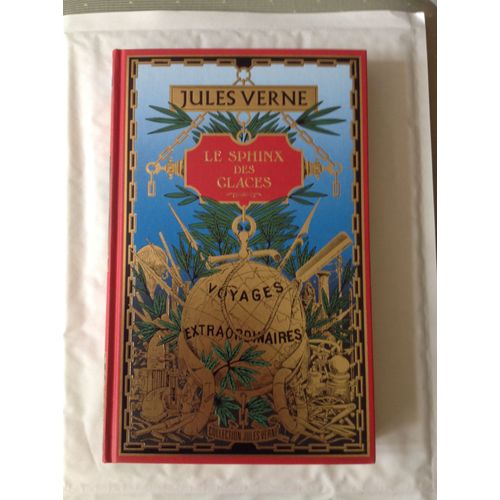 JULES VERNE
LE SPHINX
DES
GLACES
VOYAGES
EXTRAORDINAIRES
COLLECTION JULES VERNE